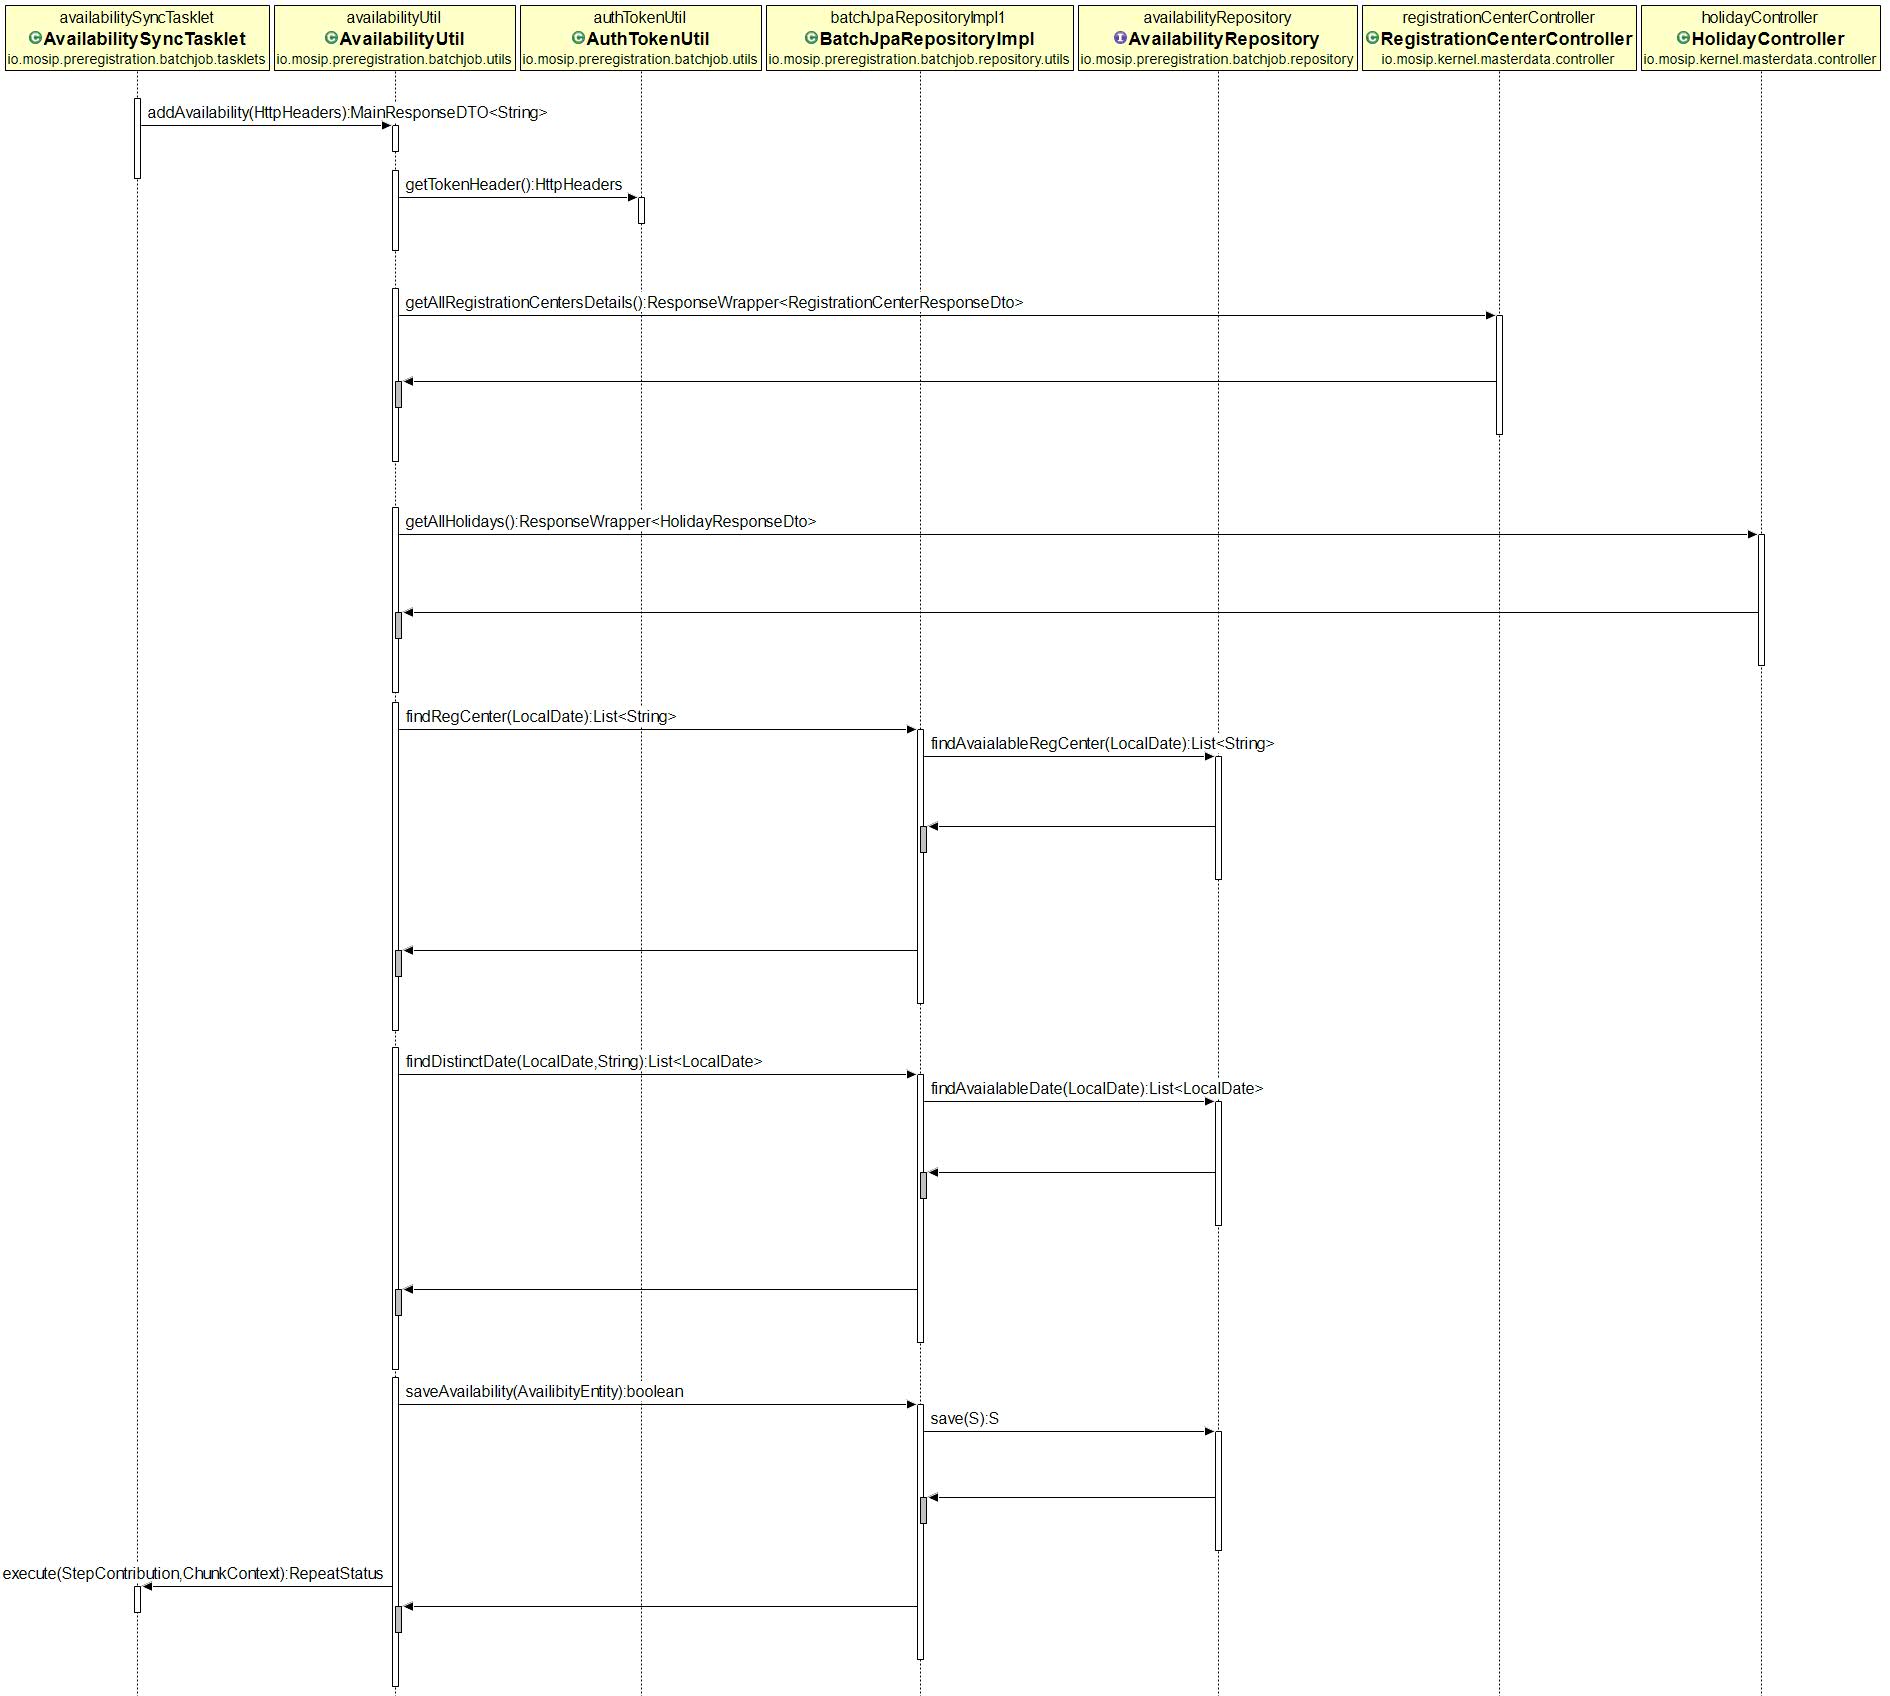 availabilitySyncTasklet
AvailabilitySyncTasklet
io.mosip.preregistration.batchjob.tasklets
availabilityUtil
AvailabilityUtil
io.mosip.preregistration.batchjob.utils
authTokenUtil
AuthTokenUtil
io.mosip.preregistration.batchjob.utils
batchJpaRepositoryImpl1
BatchJpaRepositoryImpl
io.mosip.preregistration.batchjob.repository.utils
availabilityRepository
AvailabilityRepository
io.mosip.preregistration.batchjob.repository
registrationCenterController
RegistrationCenterController
io.mosip.kernel.masterdata.controller
holidayController
HolidayController
io.mosip.kernel.masterdata.controller
addAvailability(HttpHeaders):MainResponseDTO<String>
getTokenHeader():HttpHeaders
getAllRegistrationCentersDetails():ResponseWrapper<RegistrationCenterResponseDto>
getAllHolidays():ResponseWrapper<HolidayResponseDto>
findRegCenter(LocalDate):List<String>
findAvaialableRegCenter(LocalDate):List<String>
findDistinctDate(LocalDate,String):List<LocalDate>
findAvaialableDate(LocalDate):List<LocalDate>
saveAvailability(AvailibityEntity):boolean
save(S):S
execute(StepContribution,ChunkContext):RepeatStatus